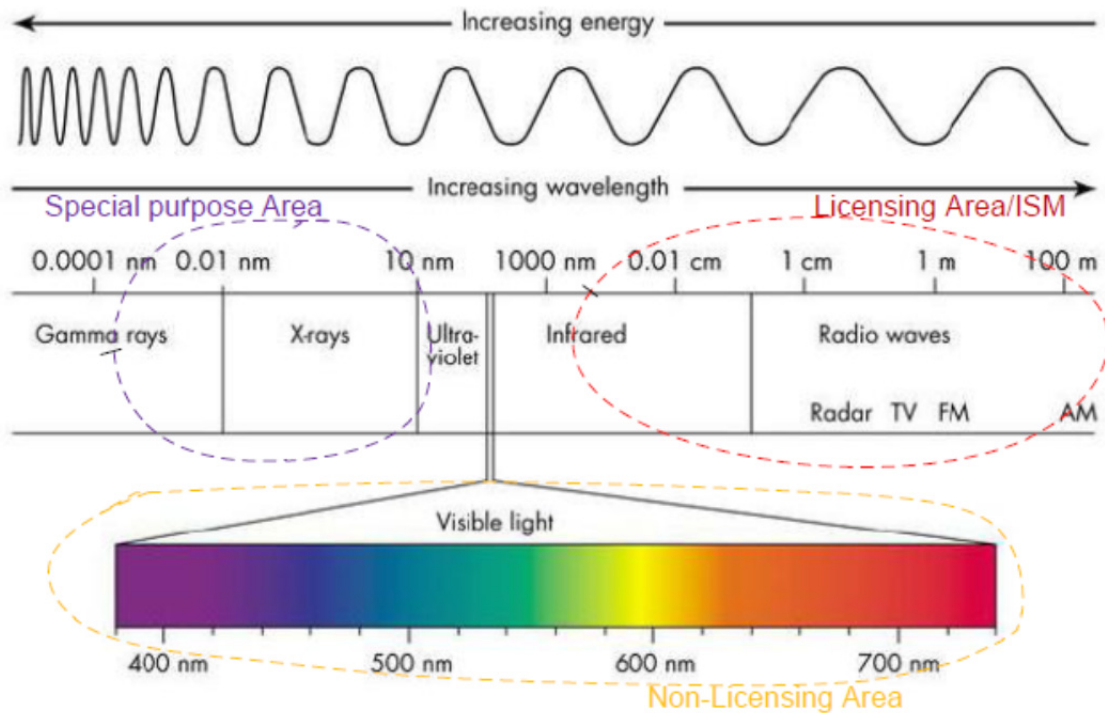 Increasing energy
Increasing wavelength
Special purpose Area
Licensing Area/ISM
0.0001 nm 0.01 nm 10 nm 1000 nm 0.01 cm 1 cm 1 m 100 m
Gamma rays X-rays Ultra-violet Infrared Radio waves
Radar TV FM AM
Visible light
400 nm 500 nm 600 nm 700 nm
Non-Licensing Area